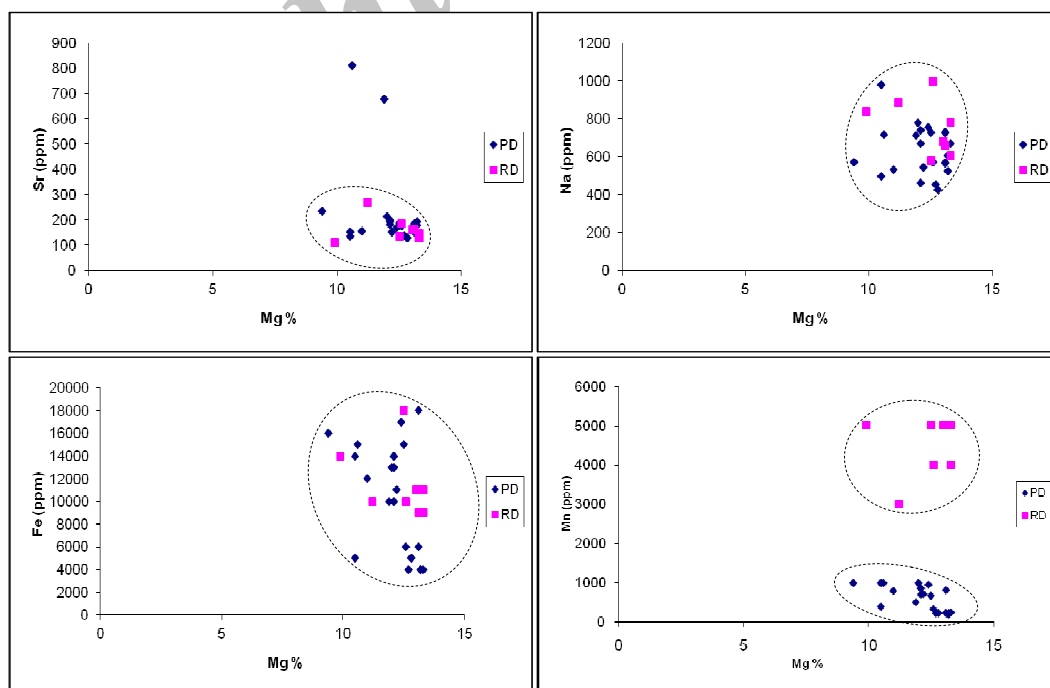 900
800
700
600
500
400
300
200
100
0
Sr (ppm)
0 5 10 15
Mg %
PD
RD
1200
1000
800
600
400
200
0
Na (ppm)
0 5 10 15
Mg %
PD
RD
20000
18000
16000
14000
12000
10000
8000
6000
4000
2000
0
Fe (ppm)
0 5 10 15
Mg %
PD
RD
6000
5000
4000
3000
2000
1000
0
Mn (ppm)
0 5 10 15
Mg %
PD
RD